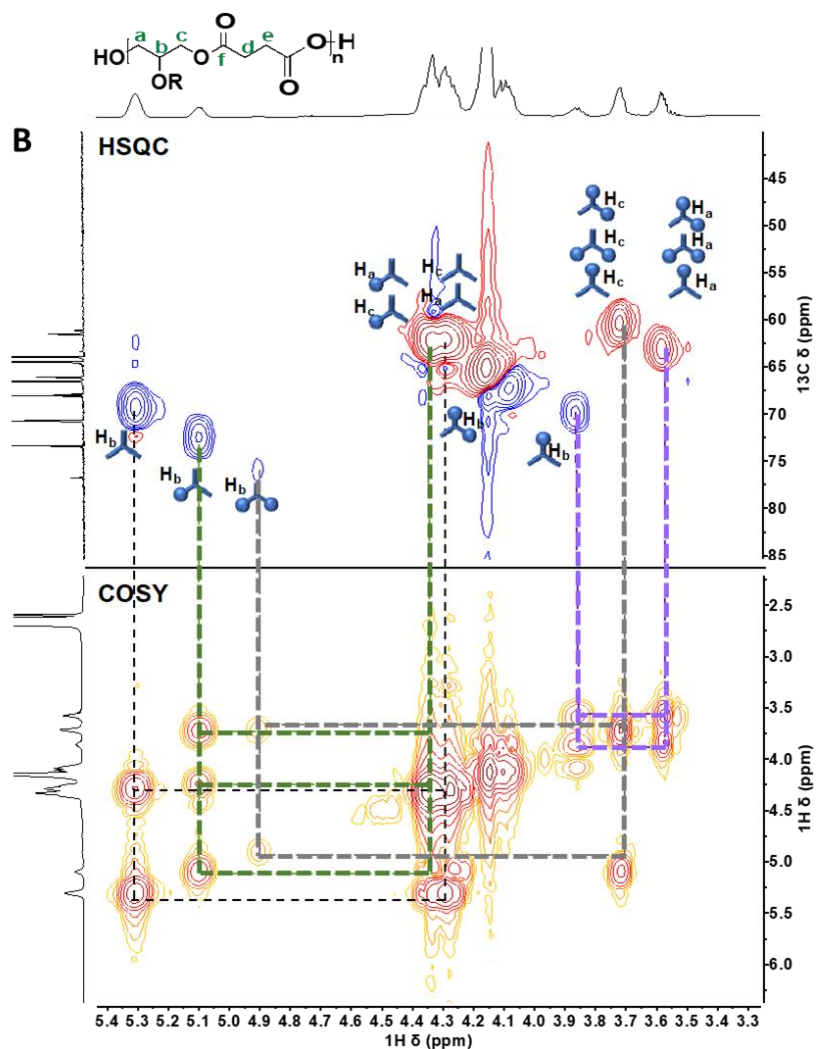 a b c d e f
HO O O O O H n
OR
B
HSQC
Hc Ha
Hc Ha
Hc Ha
Ha Hc
Hc Ha
Hb Hb
Hb Hb Hb
45
50
55
60
65
70
75
80
85
13C δ (ppm)
COSY
2.5
3.0
3.5
4.0
4.5
5.0
5.5
6.0
1H δ (ppm)
5.4 5.3 5.2 5.1 5.0 4.9 4.8 4.7 4.6 4.5 4.4 4.3 4.2 4.1 4.0 3.9 3.8 3.7 3.6 3.5 3.4 3.3
1H δ (ppm)